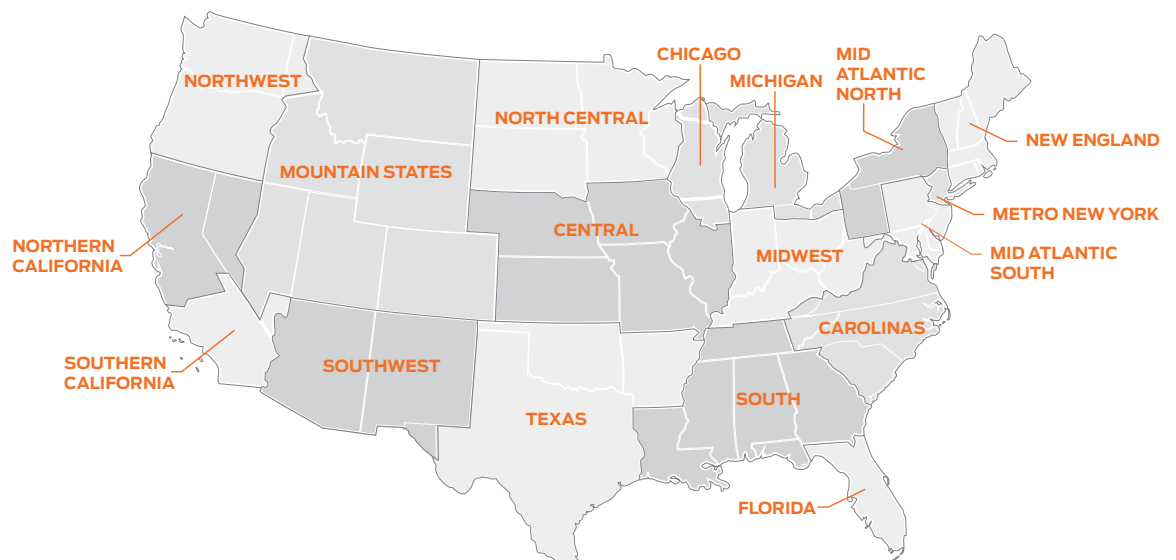 CHICAGO
MID
ATLANTIC
NORTH
NORTHWEST
MICHIGAN
NORTH CENTRAL
NEW ENGLAND
MOUNTAIN STATES
METRO NEW YORK
CENTRAL
NORTHERN
CALIFORNIA
MIDWEST
MID ATLANTIC
SOUTH
CAROLINAS
SOUTHERN
CALIFORNIA
SOUTHWEST
SOUTH
TEXAS
FLORIDA